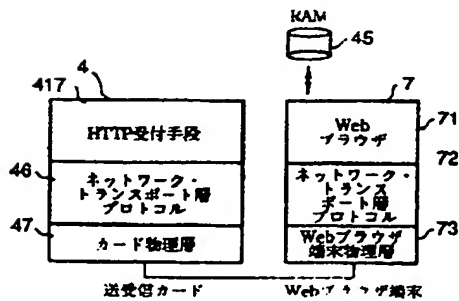 RAM
45
4
417
HTTP受付手段
46
ネットワーク・
トランスポート層
プロトコル
47
カード物理層
送受信カード
7
Web
ブラウザ
71
72
ネットワーク・
トランス
ポート層
プロトコル
73
Webブラウザ
端末物理層
Webブラウザ端末